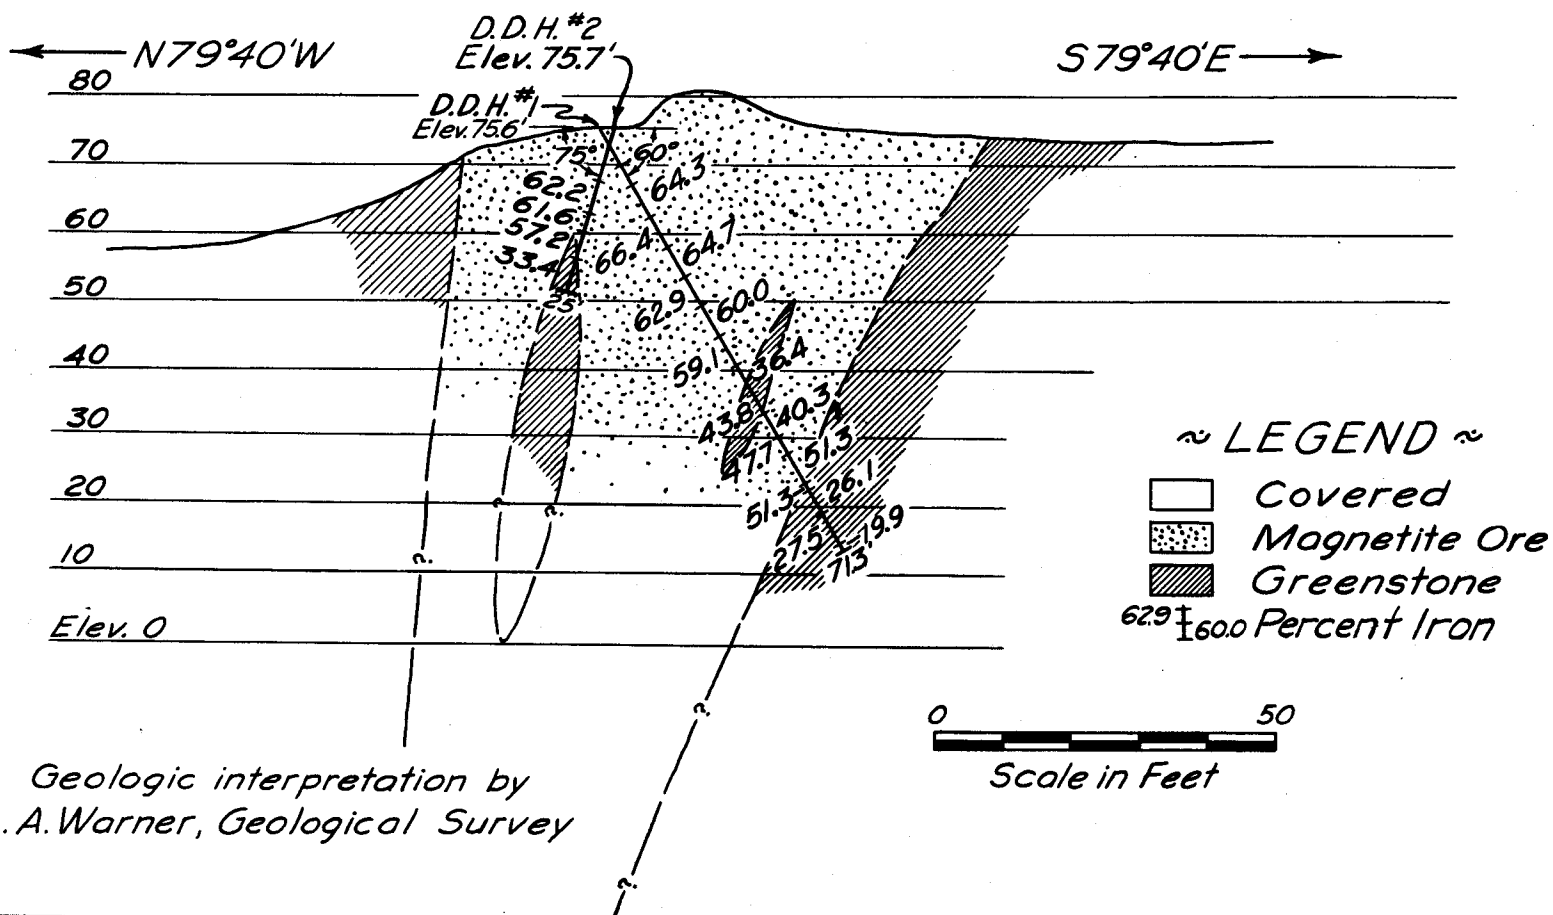 D.D.H. #2
Elev. 75.7'
N79°40'W
S79°40'E
80
D.D.H. #1
Elev. 75.6'
70
75°
60°
62.2
64.3
61.6
60
57.2
33.4
66.4
64.7
50
25
62.9
60.0
40
59.1
36.4
30
43.8
40.3
47.7
51.3
20
51.3
26.1
27.5
19.9
10
71.3
Elev. 0
?
?
?
?
?
~ LEGEND ~
Covered
Magnetite Ore
Greenstone
62.9 60.0 Percent Iron
0 50
Scale in Feet
Geologic interpretation by
. A. Warner, Geological Survey